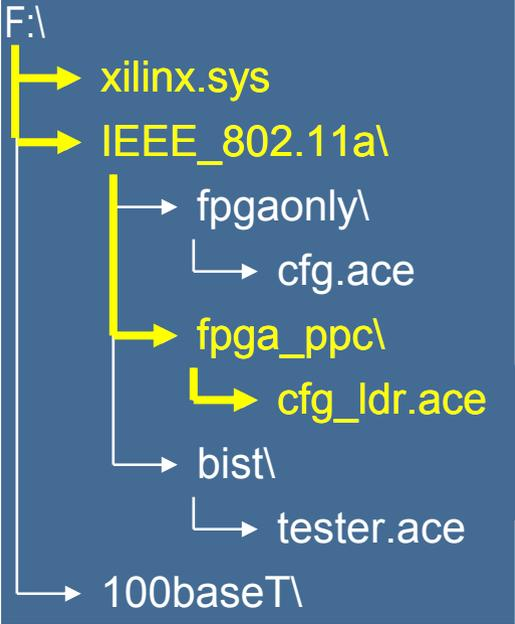 F:\
xilinx.sys
IEEE_802.11a\
fpgaonly\
cfg.ace
fpga_ppc\
cfg_ldr.ace
bist\
tester.ace
100baseT\